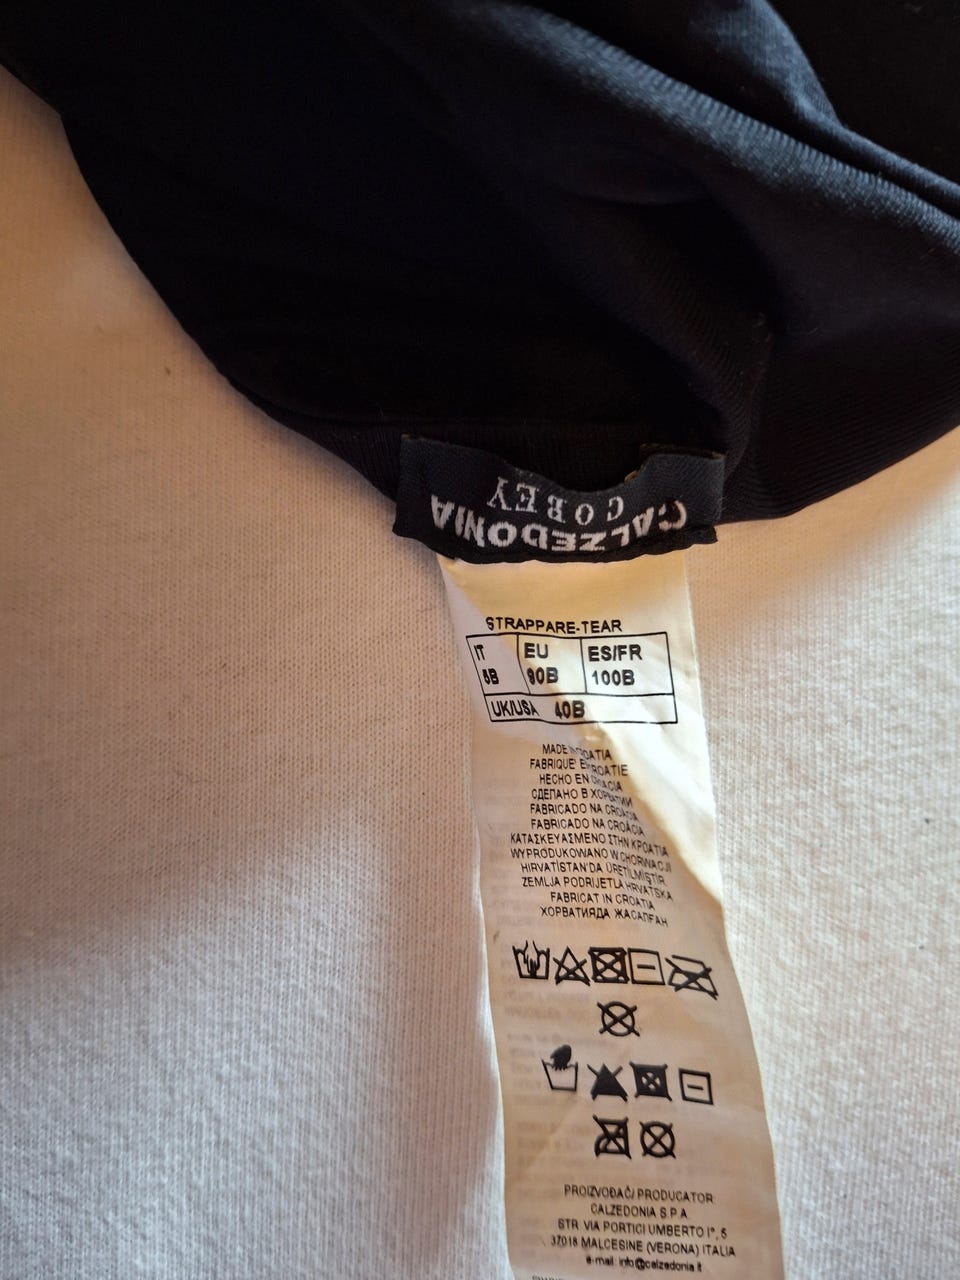 CALZEDONIA
COBEY
STRAPPARE-TEAR
IT EU ES/FR
90B 100B
UK/USA 40B
MADE IN CROATIA
FABRIQUE' EN CROATIE
HECHO EN CROACIA
СДЕЛАНО В ХОРВАТИИ
FABRICADO NA CROACIA
FABRICADO NA CROÁCIA
ΚΑΤΑΣΚΕΥΑΣΜΕΝΟ ΣΤΗΝ ΚΡΟΑΤΙΑ
WYPRODUKOWANO W CHORWACJI
HIRVATİSTAN'DA ÜRETİLMİŞTİR.
ZEMLJA PODRIJETLA HRVATSKA
FABRICAT IN CROATIA
ХОРВАТИЯДА ЖАСАЛҒАН
PROIZVOĐAČ/ PRODUCATOR:
CALZEDONIA S.P.A.
STR. VIA PORTICI UMBERTO I°, 5
37018 MALCESINE (VERONA) ITALIA
e-mail: info@calzedonia.it